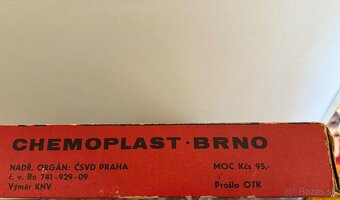 CHEMOPLAST · BRNO
NADŘ. ORGÁN: ČSVD PRAHA
MOC Kčs 95,-
č. v. Bo 741-929-09
Výměr KNV
Prošlo OTK